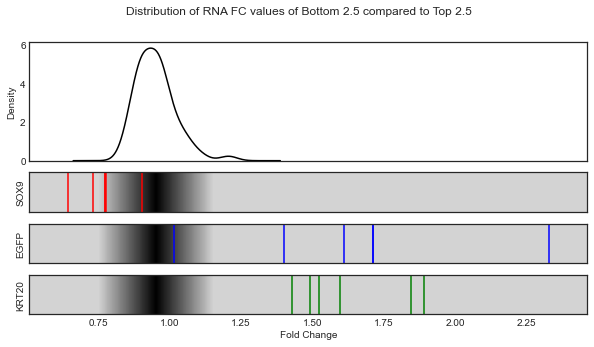 Distribution of RNA FC values of Bottom 2.5 compared to Top 2.5
6
4
2
0
Density
SOX9
EGFP
KRT20
0.75 1.00 1.25 1.50 1.75 2.00 2.25
Fold Change